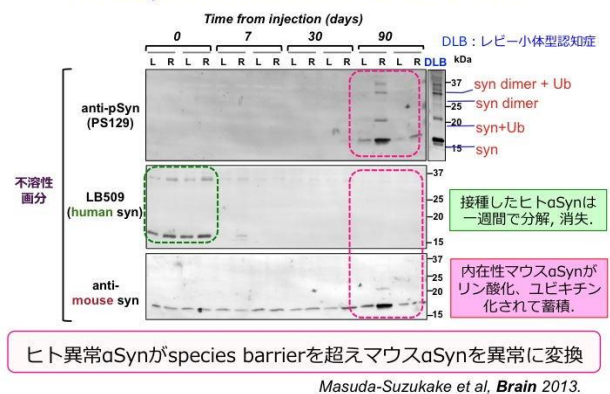 Time from injection (days)
0 7 30 90
DLB：レビー小体型認知症
L R L R L R L R L R L R L R L R DLB kDa
anti-pSyn
(PS129)
-37
-25
-20
15
syn dimer + Ub
syn dimer
syn+Ub
syn
不溶性
画分
LB509
(human syn)
-37
-25
-20
-15
接種したヒトαSynは
一週間で分解, 消失.
anti-
mouse syn
37
25
-20
-15
内在性マウスαSynが
リン酸化、ユビキチン
化されて蓄積.
ヒト異常αSynがspecies barrierを超えマウスαSynを異常に変換
Masuda-Suzukake et al, Brain 2013.